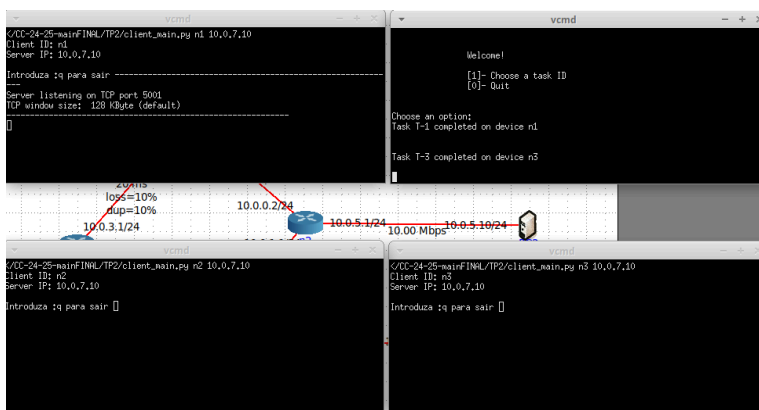 vcmd
</CC-24-25-mainFINAL/TP2/client_main.py n1 10.0.7.10
Client ID: n1
Server IP: 10.0.7.10
Introduza :q para sair ------------------------------------------------------------
---
Server listening on TCP port 5001
TCP window size:  128 KByte (default)
------------------------------------------------------------
vcmd
Welcome!
[1]- Choose a task ID
[0]- Quit
Choose an option:
Task T-1 completed on device n1
Task T-3 completed on device n3
loss=10%
dup=10%
10.0.3.1/24
10.0.0.2/24
10.0.5.1/24
10.00 Mbps
10.0.5.10/24
vcmd
</CC-24-25-mainFINAL/TP2/client_main.py n2 10.0.7.10
Client ID: n2
Server IP: 10.0.7.10
Introduza :q para sair
vcmd
</CC-24-25-mainFINAL/TP2/client_main.py n3 10.0.7.10
Client ID: n3
Server IP: 10.0.7.10
Introduza :q para sair